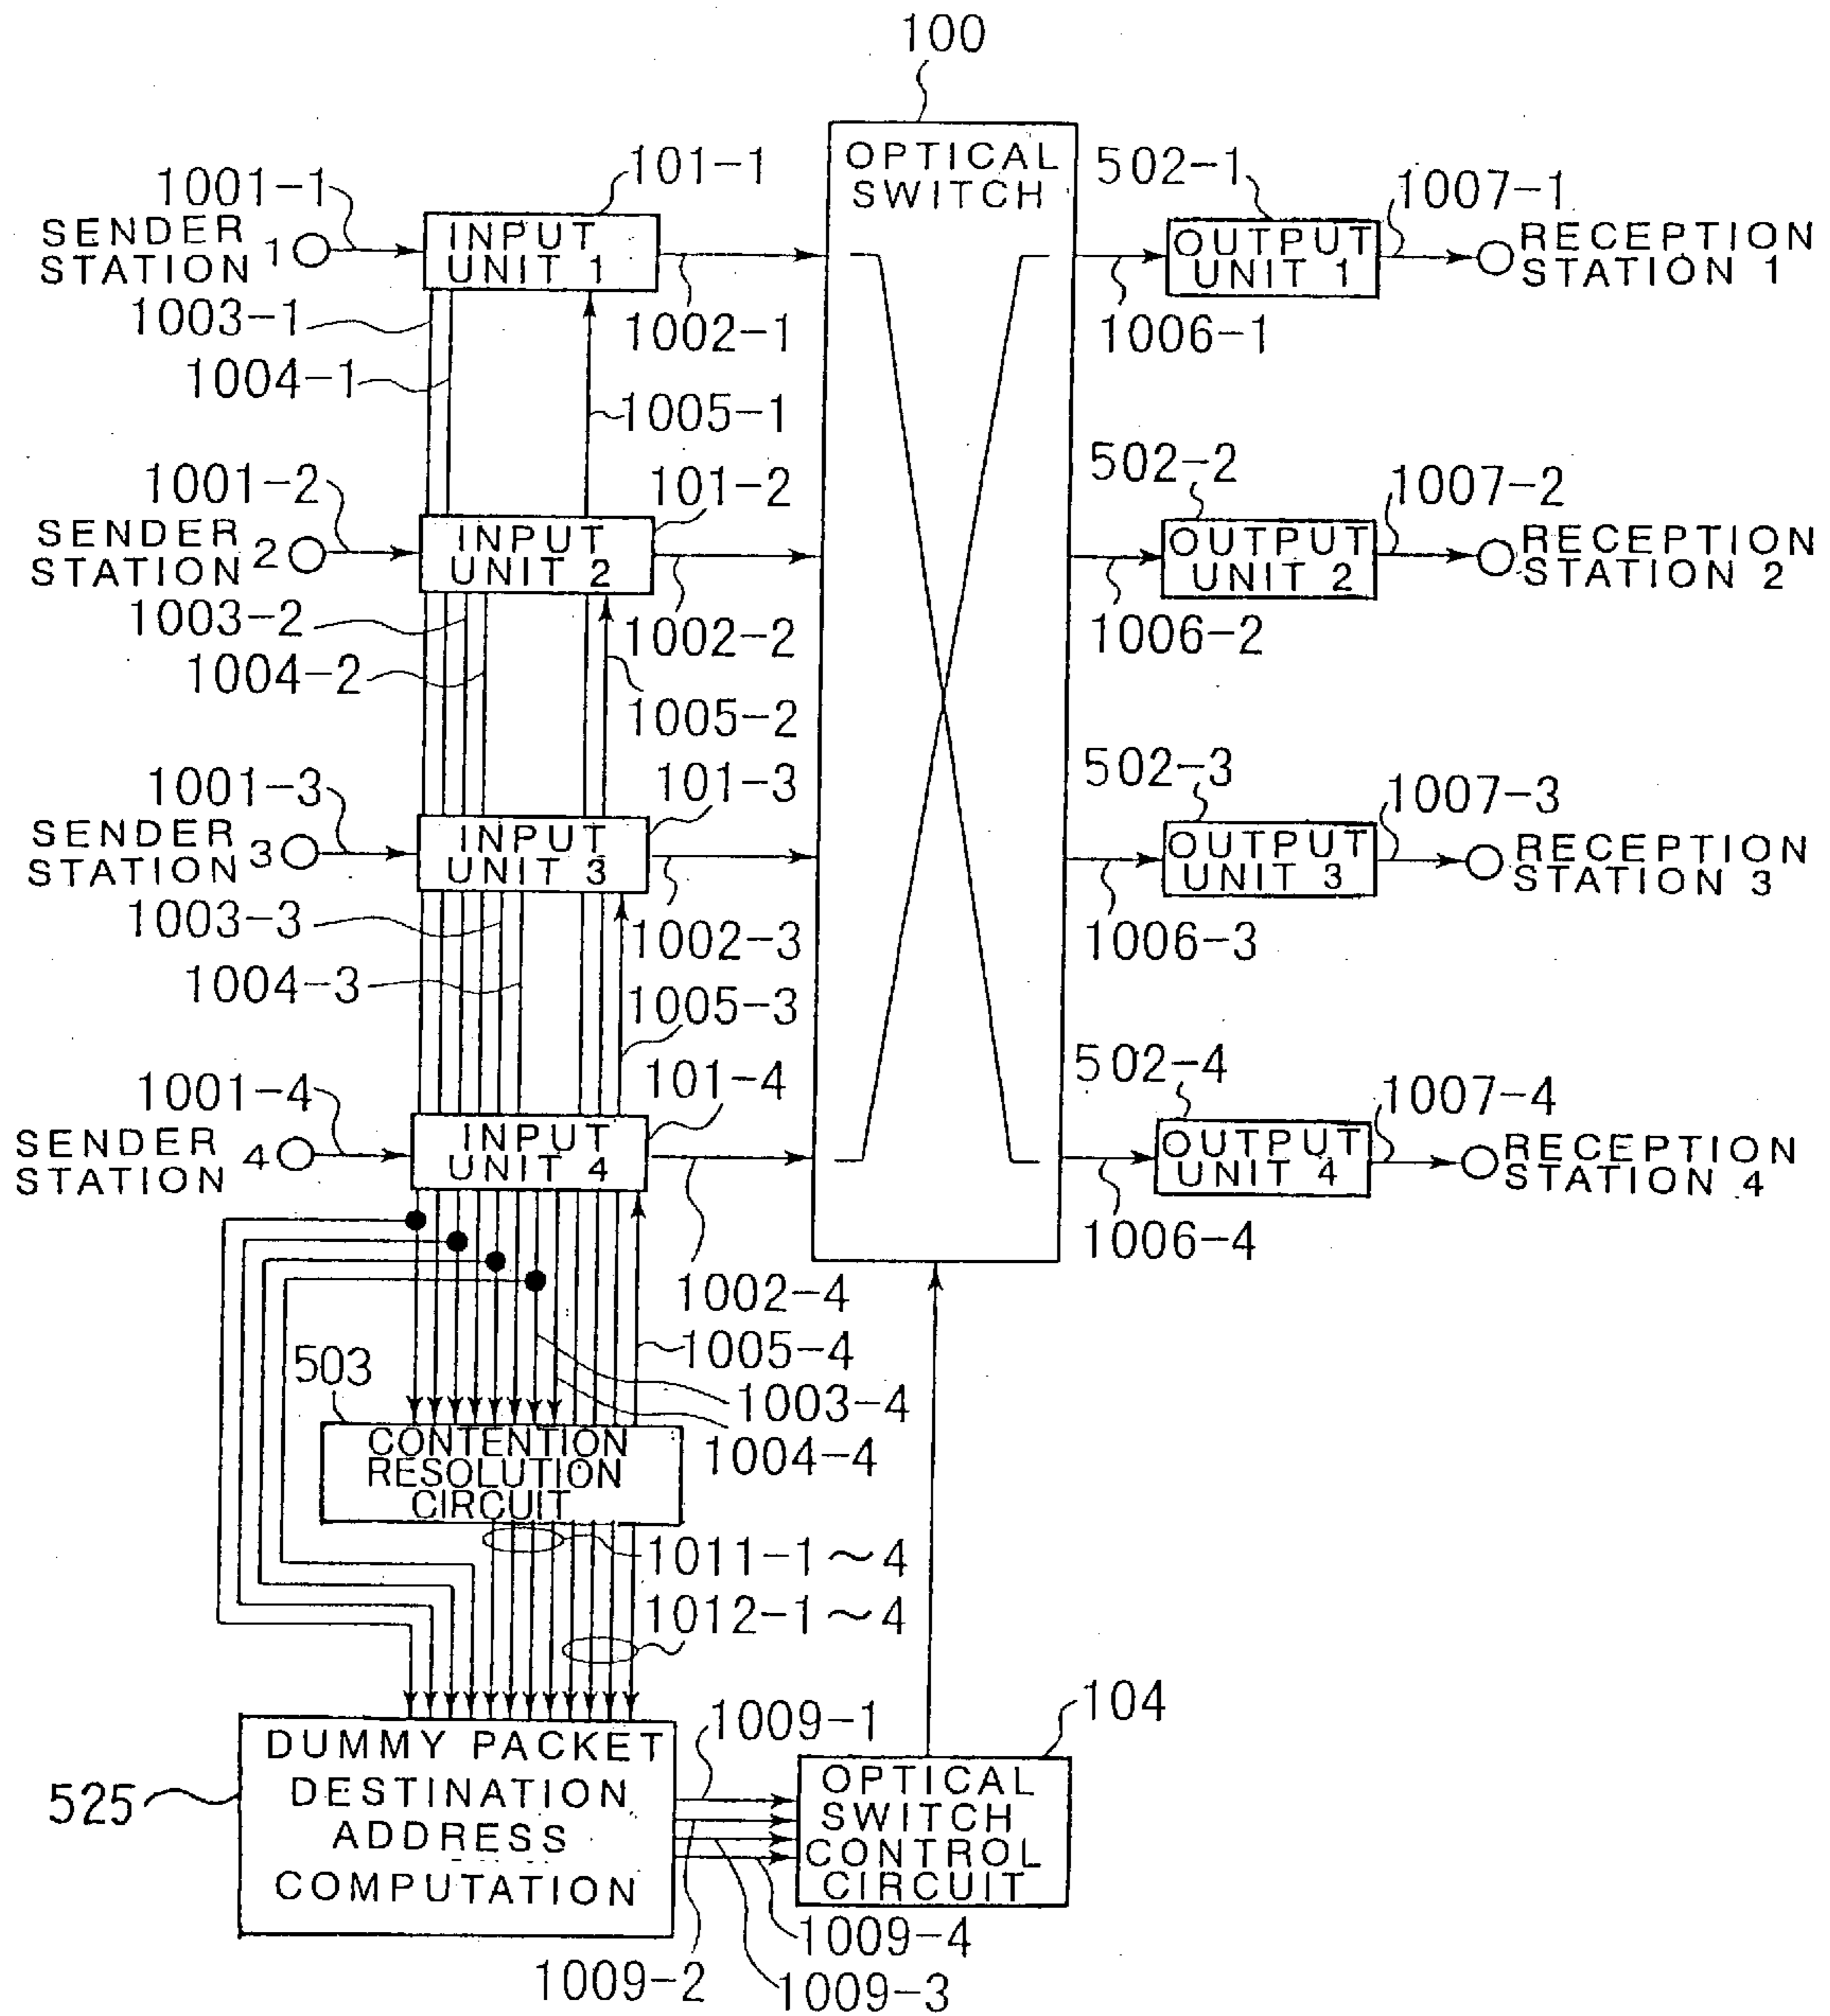 100
OPTICAL
SWITCH
1001-1
SENDER
STATION 1
101-1
INPUT
UNIT 1
1002-1
1003-1
1004-1
1005-1
502-1
OUTPUT
UNIT 1
1006-1
1007-1
RECEPTION
STATION 1
1001-2
SENDER
STATION 2
101-2
INPUT
UNIT 2
1002-2
1003-2
1004-2
1005-2
502-2
OUTPUT
UNIT 2
1006-2
1007-2
RECEPTION
STATION 2
1001-3
SENDER
STATION 3
101-3
INPUT
UNIT 3
1002-3
1003-3
1004-3
1005-3
502-3
OUTPUT
UNIT 3
1006-3
1007-3
RECEPTION
STATION 3
1001-4
SENDER
STATION 4
101-4
INPUT
UNIT 4
1002-4
1005-4
1003-4
1004-4
502-4
OUTPUT
UNIT 4
1006-4
1007-4
RECEPTION
STATION 4
503
CONTENTION
RESOLUTION
CIRCUIT
1011-1~4
1012-1~4
525
DUMMY PACKET
DESTINATION
ADDRESS
COMPUTATION
1009-1
1009-2
1009-3
1009-4
104
OPTICAL
SWITCH
CONTROL
CIRCUIT